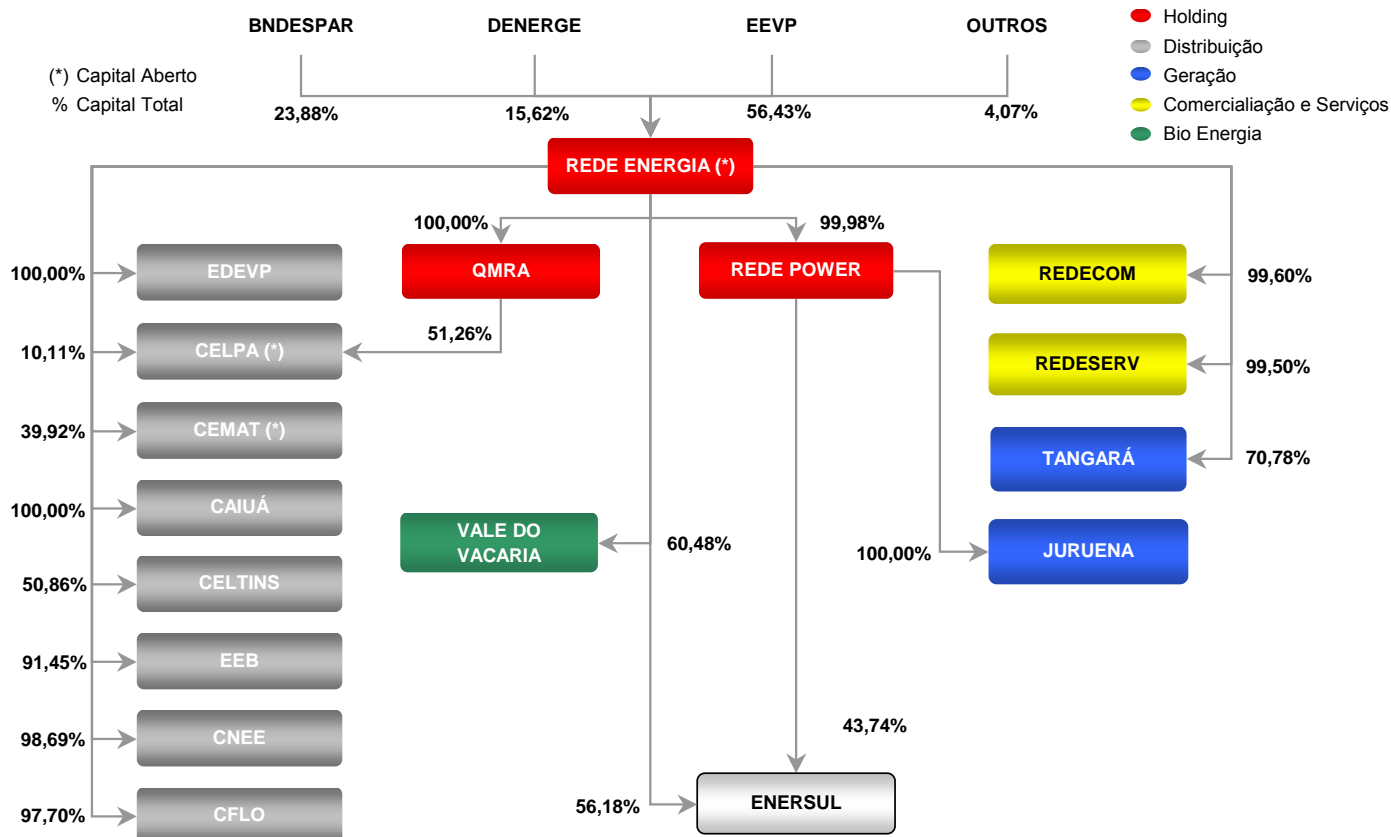 BNDESPAR
DENERGE
EEVP
OUTROS
Holding
Distribuição
Geração
Comercialiação e Serviços
Bio Energia
(*) Capital Aberto
% Capital Total
23,88%
15,62%
56,43%
4,07%
REDE ENERGIA (*)
100,00%
99,98%
100,00%
EDEVP
QMRA
REDE POWER
REDECOM
99,60%
51,26%
10,11%
CELPA (*)
REDESERV
99,50%
39,92%
CEMAT (*)
TANGARÁ
70,78%
100,00%
CAIUÁ
VALE DO
VACARIA
60,48%
100,00%
JURUENA
50,86%
CELTINS
91,45%
EEB
98,69%
CNEE
43,74%
97,70%
CFLO
56,18%
ENERSUL